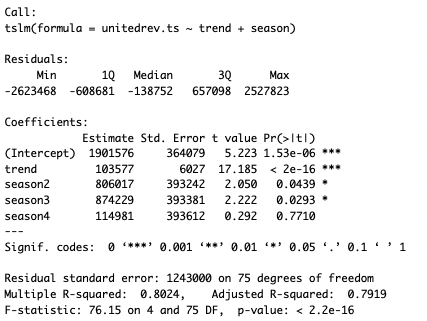 Call:
tslm(formula = unitedrev.ts ~ trend + season)
Residuals:
Min 1Q Median 3Q Max
-2623468 -608681 -138752 657098 2527823
Coefficients:
Estimate Std. Error t value Pr(>|t|)
(Intercept) 1901576 364079 5.223 1.53e-06 ***
trend 103577 6027 17.185 < 2e-16 ***
season2 806017 393242 2.050 0.0439 *
season3 874229 393381 2.222 0.0293 *
season4 114981 393612 0.292 0.7710
---
Signif. codes: 0 ‘***’ 0.001 ‘**’ 0.01 ‘*’ 0.05 ‘.’ 0.1 ‘ ’ 1
Residual standard error: 1243000 on 75 degrees of freedom
Multiple R-squared: 0.8024, Adjusted R-squared: 0.7919
F-statistic: 76.15 on 4 and 75 DF, p-value: < 2.2e-16